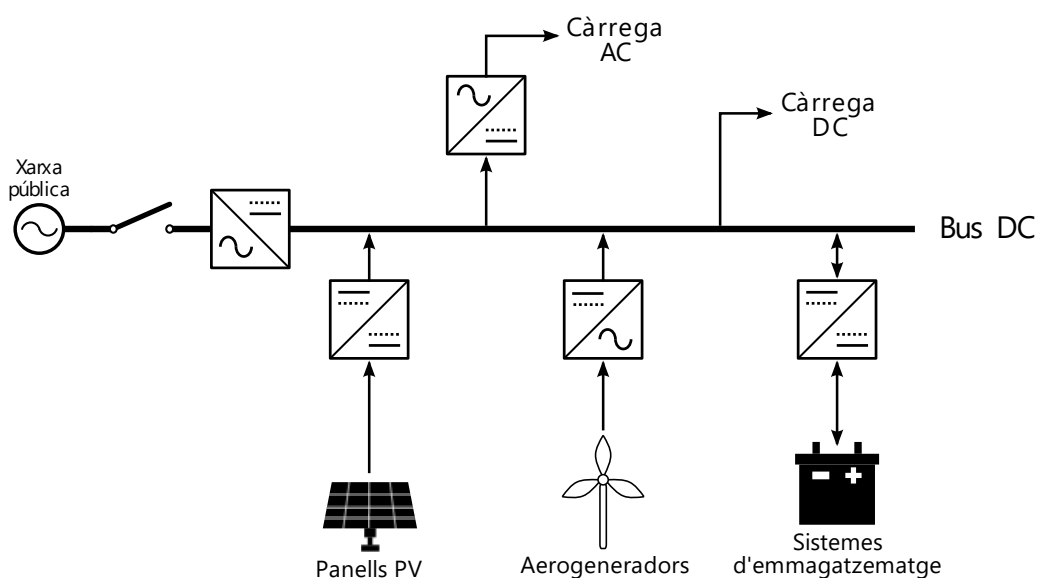 Càrrega
AC
Càrrega
DC
Xarxa
pública
Bus DC
Panells PV
Aerogeneradors
Sistemes
d'emmagatzematge